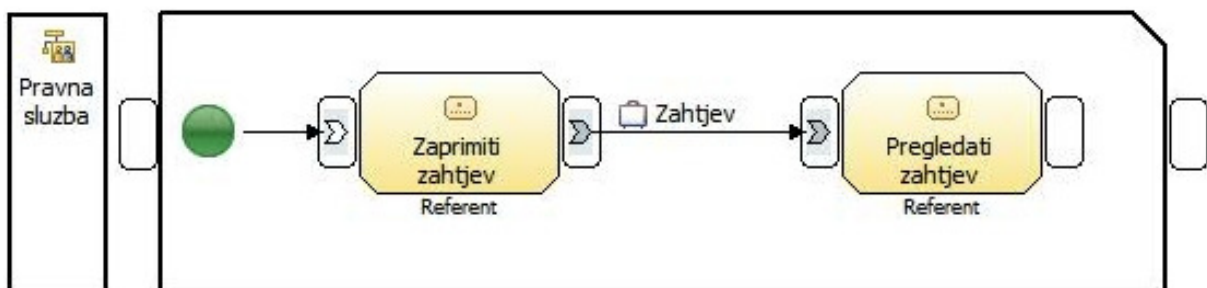 Pravna
sluzba
Zahtjev
Zaprimiti
zahtjev
Referent
Pregledati
zahtjev
Referent